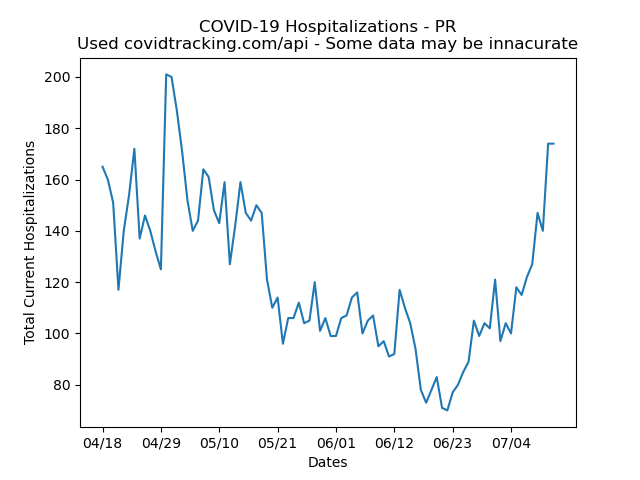 COVID-19 Hospitalizations - PR
Used covidtracking.com/api - Some data may be innacurate
Total Current Hospitalizations
200
180
160
140
120
100
80
04/18 04/29 05/10 05/21 06/01 06/12 06/23 07/04
Dates